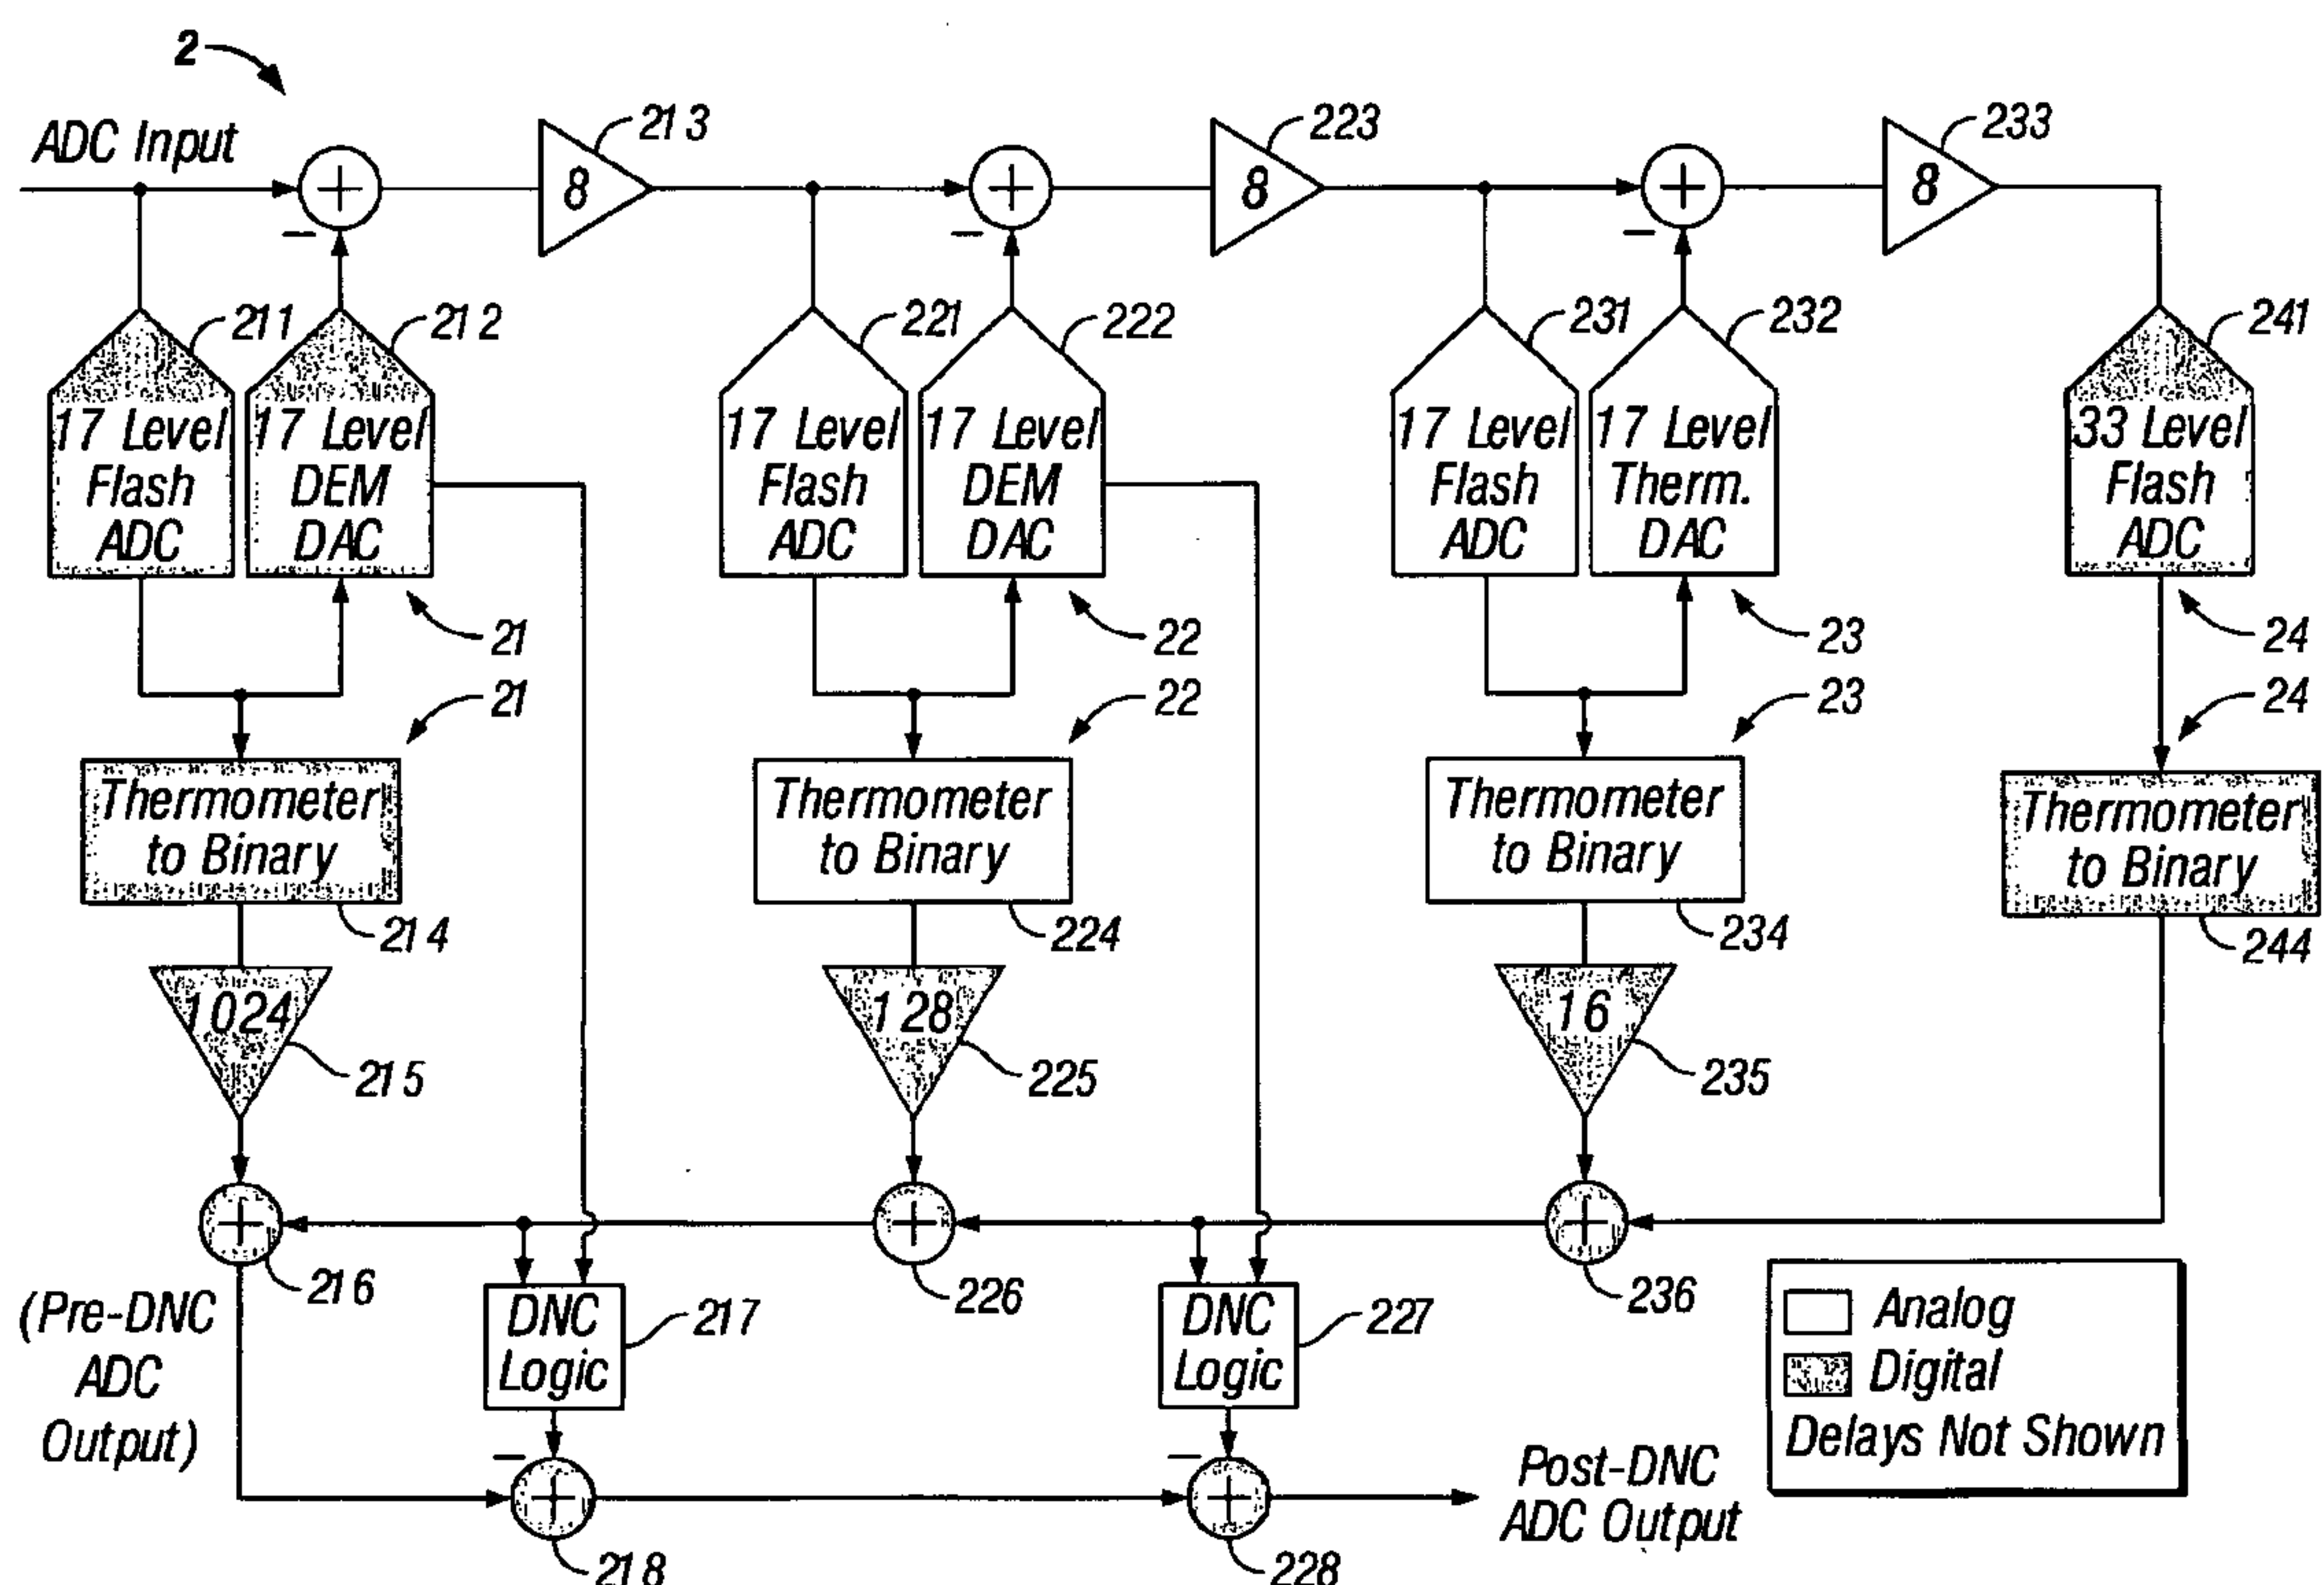 2
ADC Input
213
223
233
8
8
8
–
–
–
211
212
221
222
231
232
241
17 Level
Flash
ADC
17 Level
DEM
DAC
17 Level
Flash
ADC
17 Level
DEM
DAC
17 Level
Flash
ADC
17 Level
Therm.
DAC
33 Level
Flash
ADC
21
22
23
24
21
22
23
24
Thermometer
to Binary
Thermometer
to Binary
Thermometer
to Binary
Thermometer
to Binary
214
224
234
244
1024
128
16
215
225
235
216
226
236
(Pre-DNC
ADC
Output)
DNC
Logic
217
DNC
Logic
227
Analog
Digital
Delays Not Shown
–
–
Post-DNC
ADC Output
218
228